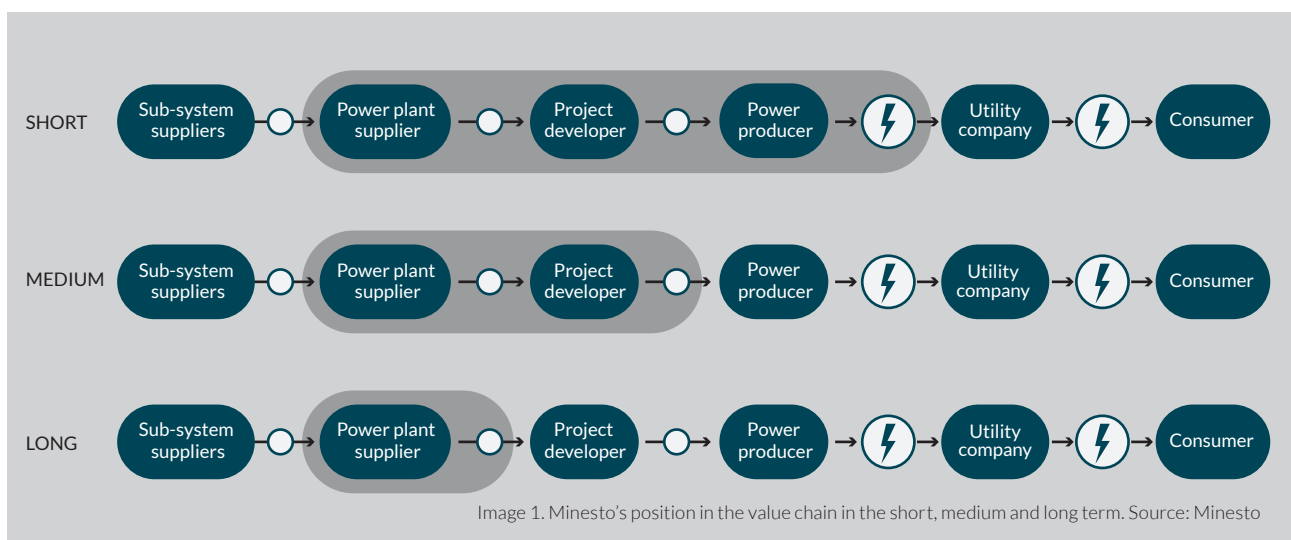 SHORT
Sub-system
suppliers
Power plant
supplier
Project
developer
Power
producer
Utility
company
Consumer
MEDIUM
Sub-system
suppliers
Power plant
supplier
Project
developer
Power
producer
Utility
company
Consumer
LONG
Sub-system
suppliers
Power plant
supplier
Project
developer
Power
producer
Utility
company
Consumer
Image 1. Minesto's position in the value chain in the short, medium and long term. Source: Minesto